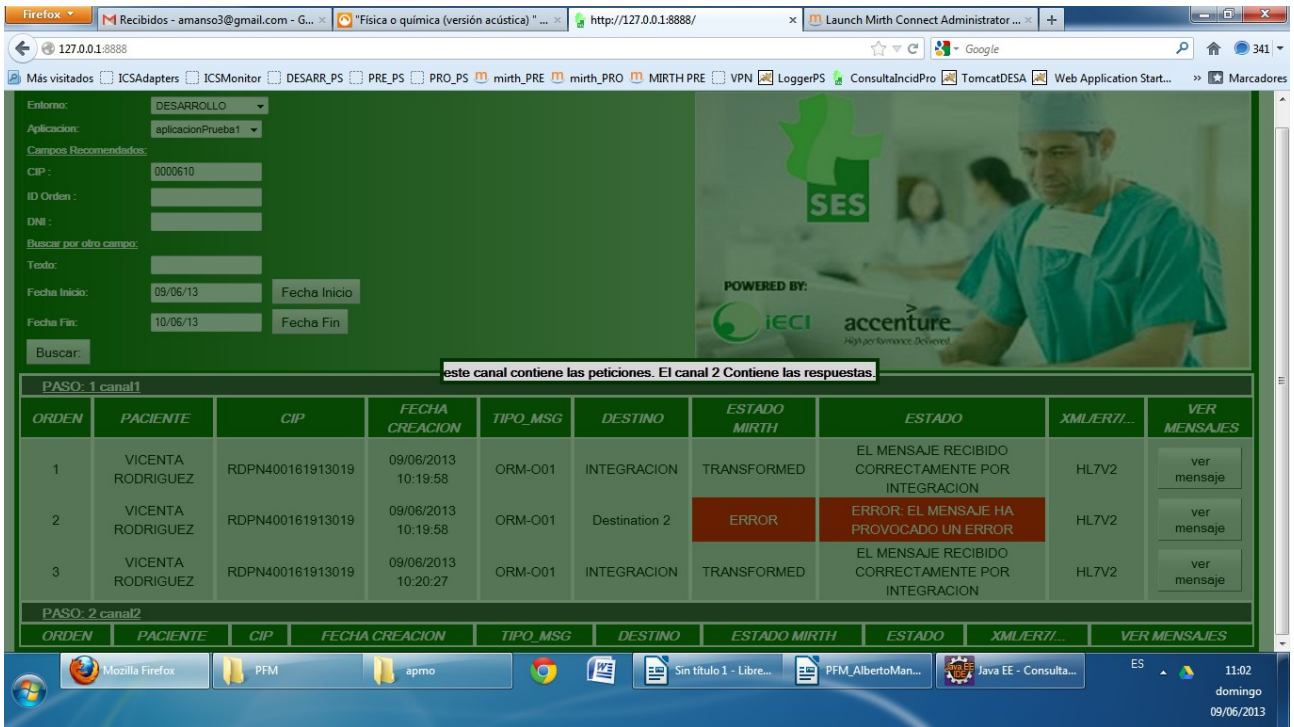 Firefox
Recibidos - amanso3@gmail.com - G...
"Física o química (versión acústica) " ...
http://127.0.0.1:8888/
Launch Mirth Connect Administrator ...
127.0.0.1:8888
Google
341
Más visitados ICSAdapters ICSMonitor DESARR_PS PRE_PS PRO_PS mirth_PRE mirth_PRO MIRTH PRE VPN LoggerPS ConsultaIncidPro TomcatDESA Web Application Start... » Marcadores
Entorno: DESARROLLO
Aplicacion: aplicacionPrueba1
Campos Recomendados:
CIP : 0000610
ID Orden :
DNI :
Buscar por otro campo:
Texto:
Fecha Inicio: 09/06/13 Fecha Inicio
Fecha Fin: 10/06/13 Fecha Fin
Buscar:
SES
POWERED BY:
iECI
accenture
High performance. Delivered.
este canal contiene las peticiones. El canal 2 Contiene las respuestas.
PASO: 1 canal1
ORDEN PACIENTE CIP FECHA CREACION TIPO_MSG DESTINO ESTADO MIRTH ESTADO XML/ER7/... VER MENSAJES
1 VICENTA RODRIGUEZ RDPN400161913019 09/06/2013 10:19:58 ORM-O01 INTEGRACION TRANSFORMED EL MENSAJE RECIBIDO CORRECTAMENTE POR INTEGRACION HL7V2 ver mensaje
2 VICENTA RODRIGUEZ RDPN400161913019 09/06/2013 10:19:58 ORM-O01 Destination 2 ERROR ERROR: EL MENSAJE HA PROVOCADO UN ERROR HL7V2 ver mensaje
3 VICENTA RODRIGUEZ RDPN400161913019 09/06/2013 10:20:27 ORM-O01 INTEGRACION TRANSFORMED EL MENSAJE RECIBIDO CORRECTAMENTE POR INTEGRACION HL7V2 ver mensaje
PASO: 2 canal2
ORDEN PACIENTE CIP FECHA CREACION TIPO_MSG DESTINO ESTADO MIRTH ESTADO XML/ER7/... VER MENSAJES
Mozilla Firefox
PFM
apmo
Sin título 1 - Libre...
PFM_AlbertoMan...
Java EE - Consulta...
ES
11:02
domingo
09/06/2013